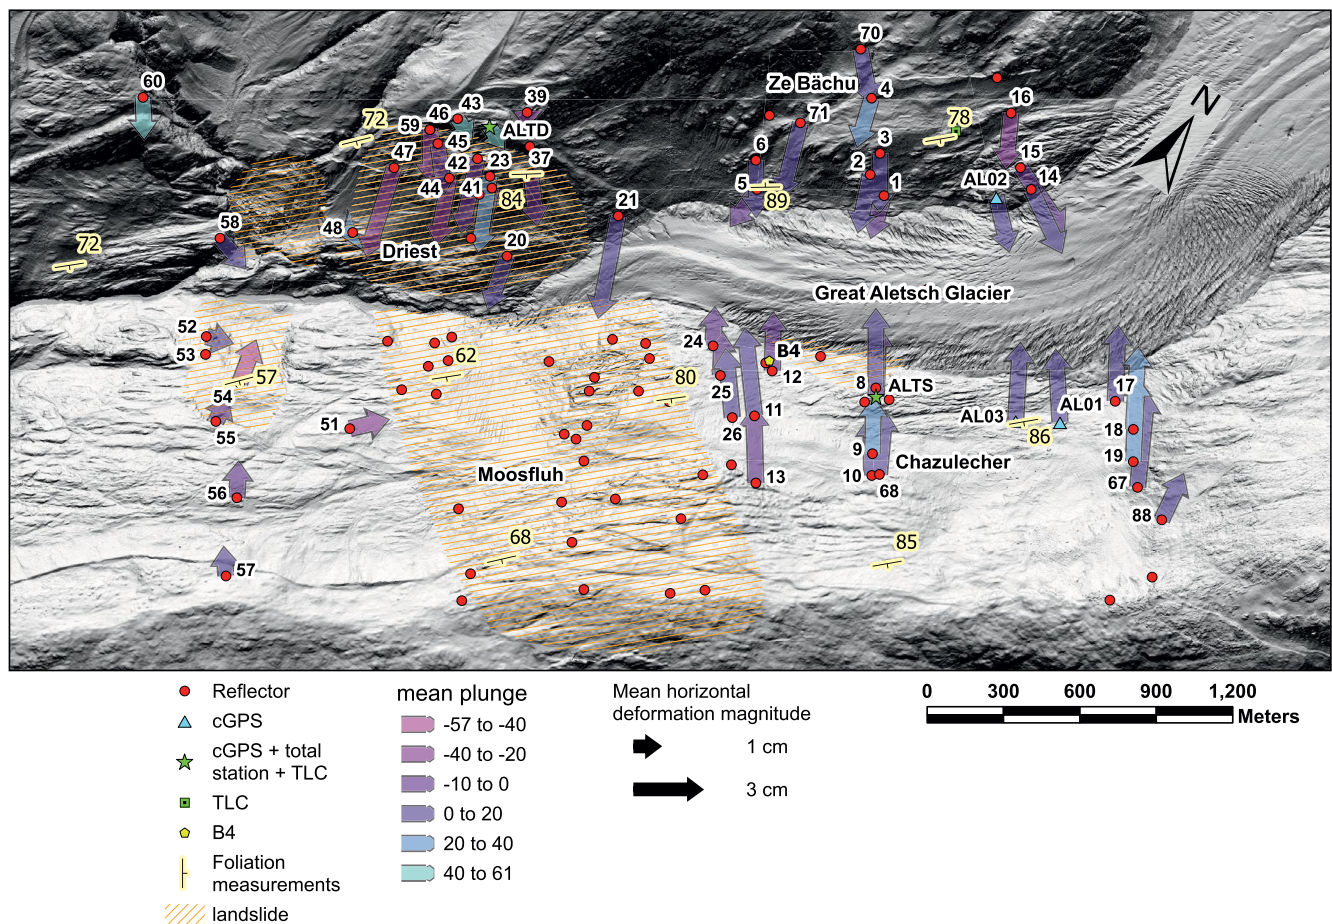 70
60
Ze Bächu
4
N
43
39
16
46
71
78
72
59
ALTD
45
3
47
42
23
37
6
2
15
AL02
14
44
41
5
89
1
84
21
58
48
72
Driest
20
Great Aletsch Glacier
52
24
B4
53
62
12
57
80
25
8
ALTS
17
54
11
AL03
AL01
55
51
26
86
18
9
Chazulecher
19
Moosfluh
13
10
68
67
56
88
68
85
57
Reflector
cGPS
cGPS + total
station + TLC
TLC
B4
Foliation
measurements
landslide
mean plunge
-57 to -40
-40 to -20
-10 to 0
0 to 20
20 to 40
40 to 61
Mean horizontal
deformation magnitude
1 cm
3 cm
0 300 600 900 1,200
Meters